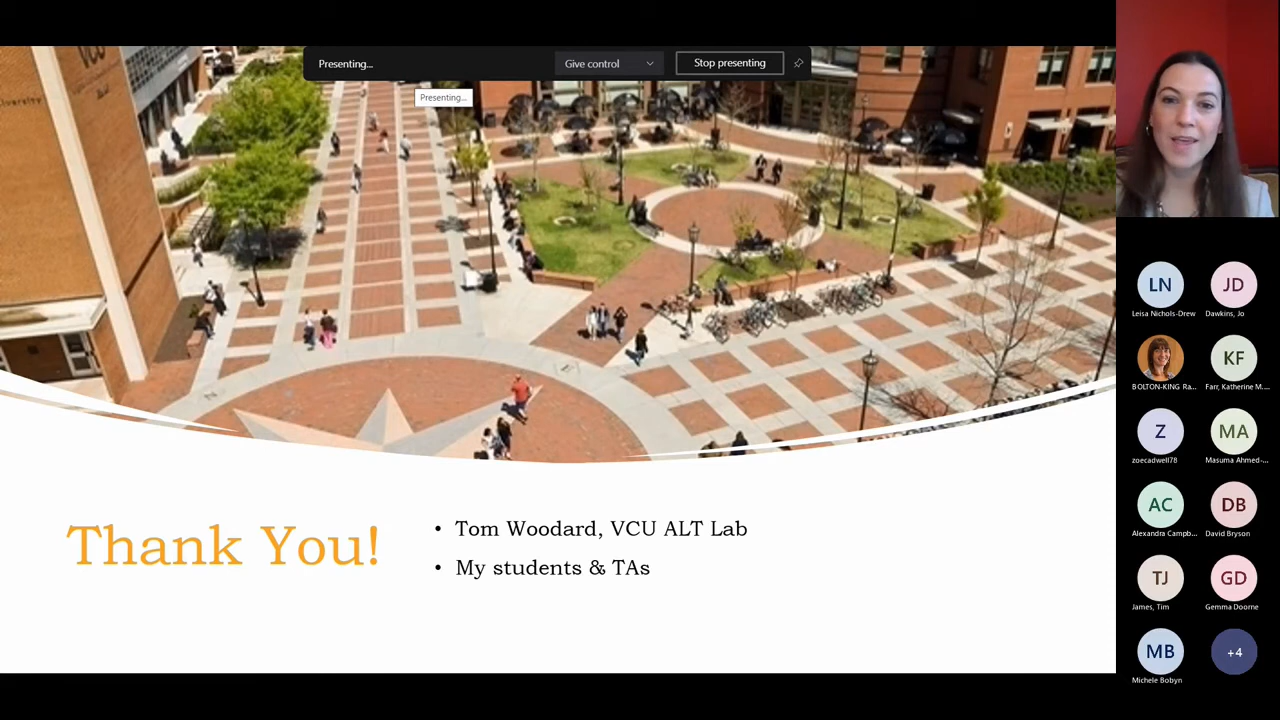 VCU
Presenting...
Give control
Stop presenting
Presenting...
Thank You!
• Tom Woodard, VCU ALT Lab
• My students & TAs
LN
Leisa Nichols-Drew
JD
Dawkins, Jo
BOLTON-KING Ra...
KF
Farr, Katherine M....
Z
zoecadwell78
MA
Masuma Ahmed-...
AC
Alexandra Campb...
DB
David Bryson
TJ
James, Tim
GD
Gemma Doorne
MB
Michele Bobyn
+4